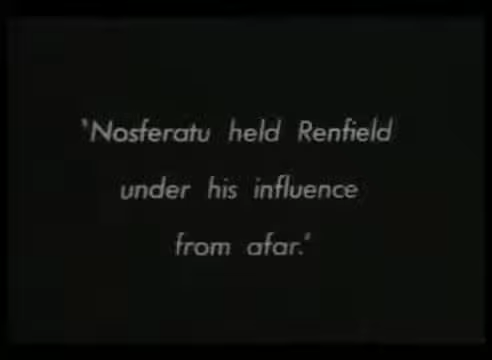 "Nosferatu held Renfield
under his influence
from afar."